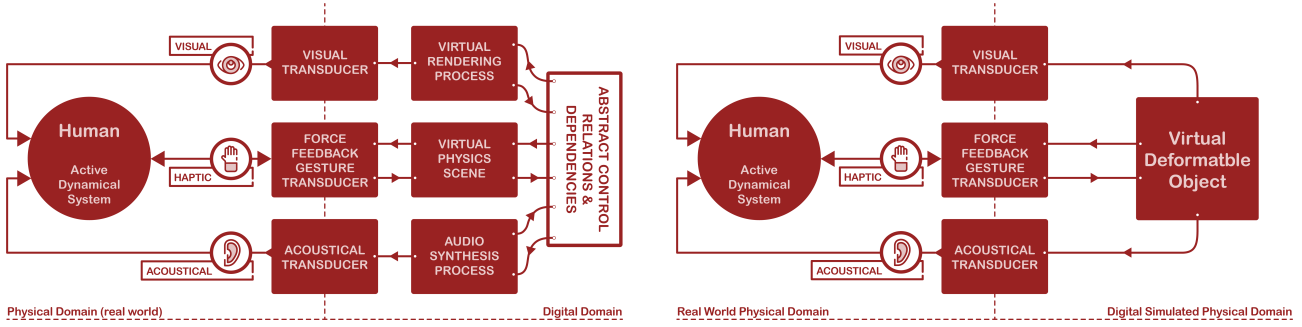 VISUAL
VISUAL
TRANSDUCER
VIRTUAL
RENDERING
PROCESS
Human
Active
Dynamical
System
HAPTIC
FORCE
FEEDBACK
GESTURE
TRANSDUCER
VIRTUAL
PHYSICS
SCENE
ABSTRACT CONTROL
RELATIONS &
DEPENDENCIES
ACOUSTICAL
ACOUSTICAL
TRANSDUCER
AUDIO
SYNTHESIS
PROCESS
Physical Domain (real world)
Digital Domain
VISUAL
VISUAL
TRANSDUCER
Human
Active
Dynamical
System
HAPTIC
FORCE
FEEDBACK
GESTURE
TRANSDUCER
Virtual
Deformatble
Object
ACOUSTICAL
ACOUSTICAL
TRANSDUCER
Real World Physical Domain
Digital Simulated Physical Domain